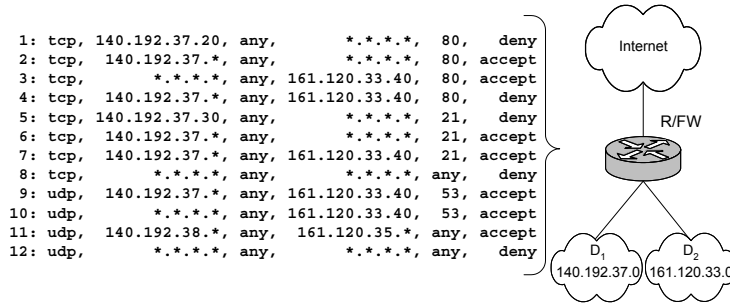 1: tcp, 140.192.37.20, any, *.*.*.*, 80, deny
2: tcp, 140.192.37.*, any, *.*.*.*, 80, accept
3: tcp, *.*.*.*, any, 161.120.33.40, 80, accept
4: tcp, 140.192.37.*, any, 161.120.33.40, 80, deny
5: tcp, 140.192.37.30, any, *.*.*.*, 21, deny
6: tcp, 140.192.37.*, any, *.*.*.*, 21, accept
7: tcp, 140.192.37.*, any, 161.120.33.40, 21, accept
8: tcp, *.*.*.*, any, *.*.*.*, any, deny
9: udp, 140.192.37.*, any, 161.120.33.40, 53, accept
10: udp, *.*.*.*, any, 161.120.33.40, 53, accept
11: udp, 140.192.38.*, any, 161.120.35.*, any, accept
12: udp, *.*.*.*, any, *.*.*.*, any, deny
Internet
R/FW
D1
140.192.37.0
D2
161.120.33.0